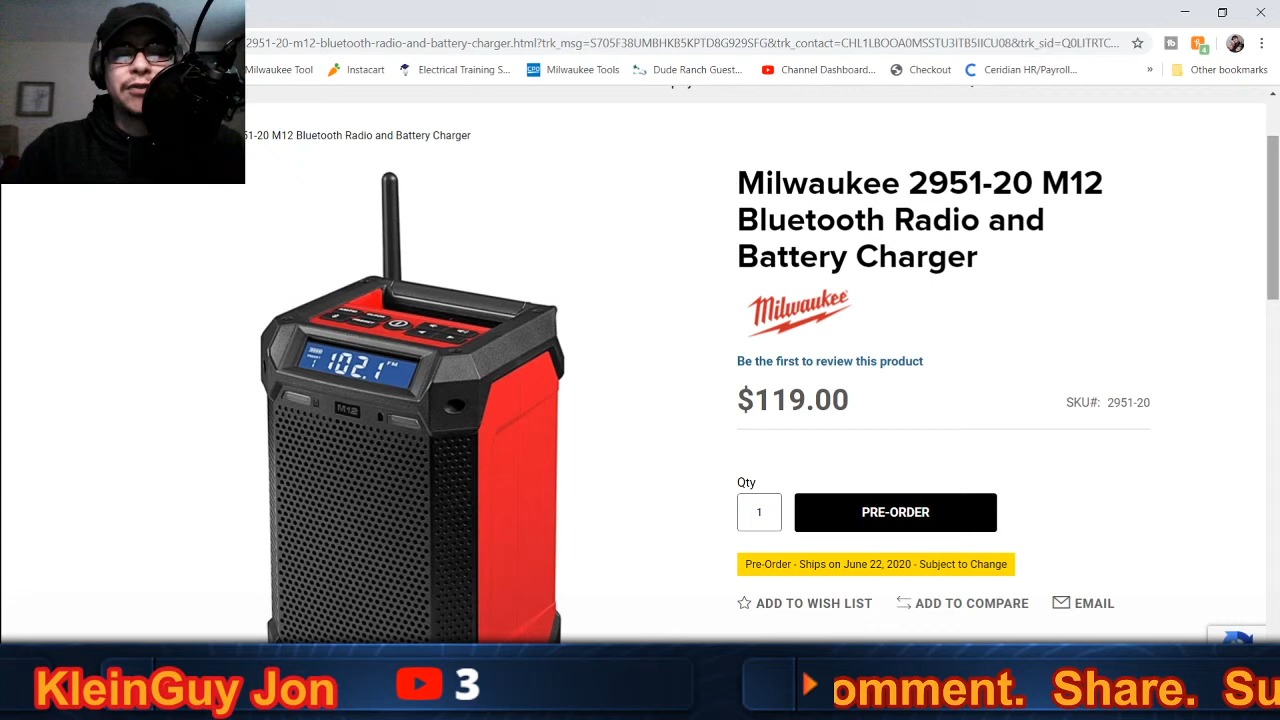 2951-20-m12-bluetooth-radio-and-battery-charger.html?trk_msg=S705F38UMBHKB5KPTD8G929SFG&trk_contact=CHL1LBOOA0MSSTU3ITB5IICU08&trk_sid=Q0LITRTC...
Milwaukee Tool Instacart Electrical Training S... CPO Milwaukee Tools Dude Ranch Guest... Channel Dashboard... Checkout Ceridian HR/Payroll... » Other bookmarks
51-20 M12 Bluetooth Radio and Battery Charger
Milwaukee 2951-20 M12
Bluetooth Radio and
Battery Charger
Milwaukee
Be the first to review this product
$119.00
SKU#: 2951-20
Qty
1
PRE-ORDER
Pre-Order - Ships on June 22, 2020 - Subject to Change
ADD TO WISH LIST ADD TO COMPARE EMAIL
102.1 FM
M12
KleinGuy Jon 3 omment. Share. Su